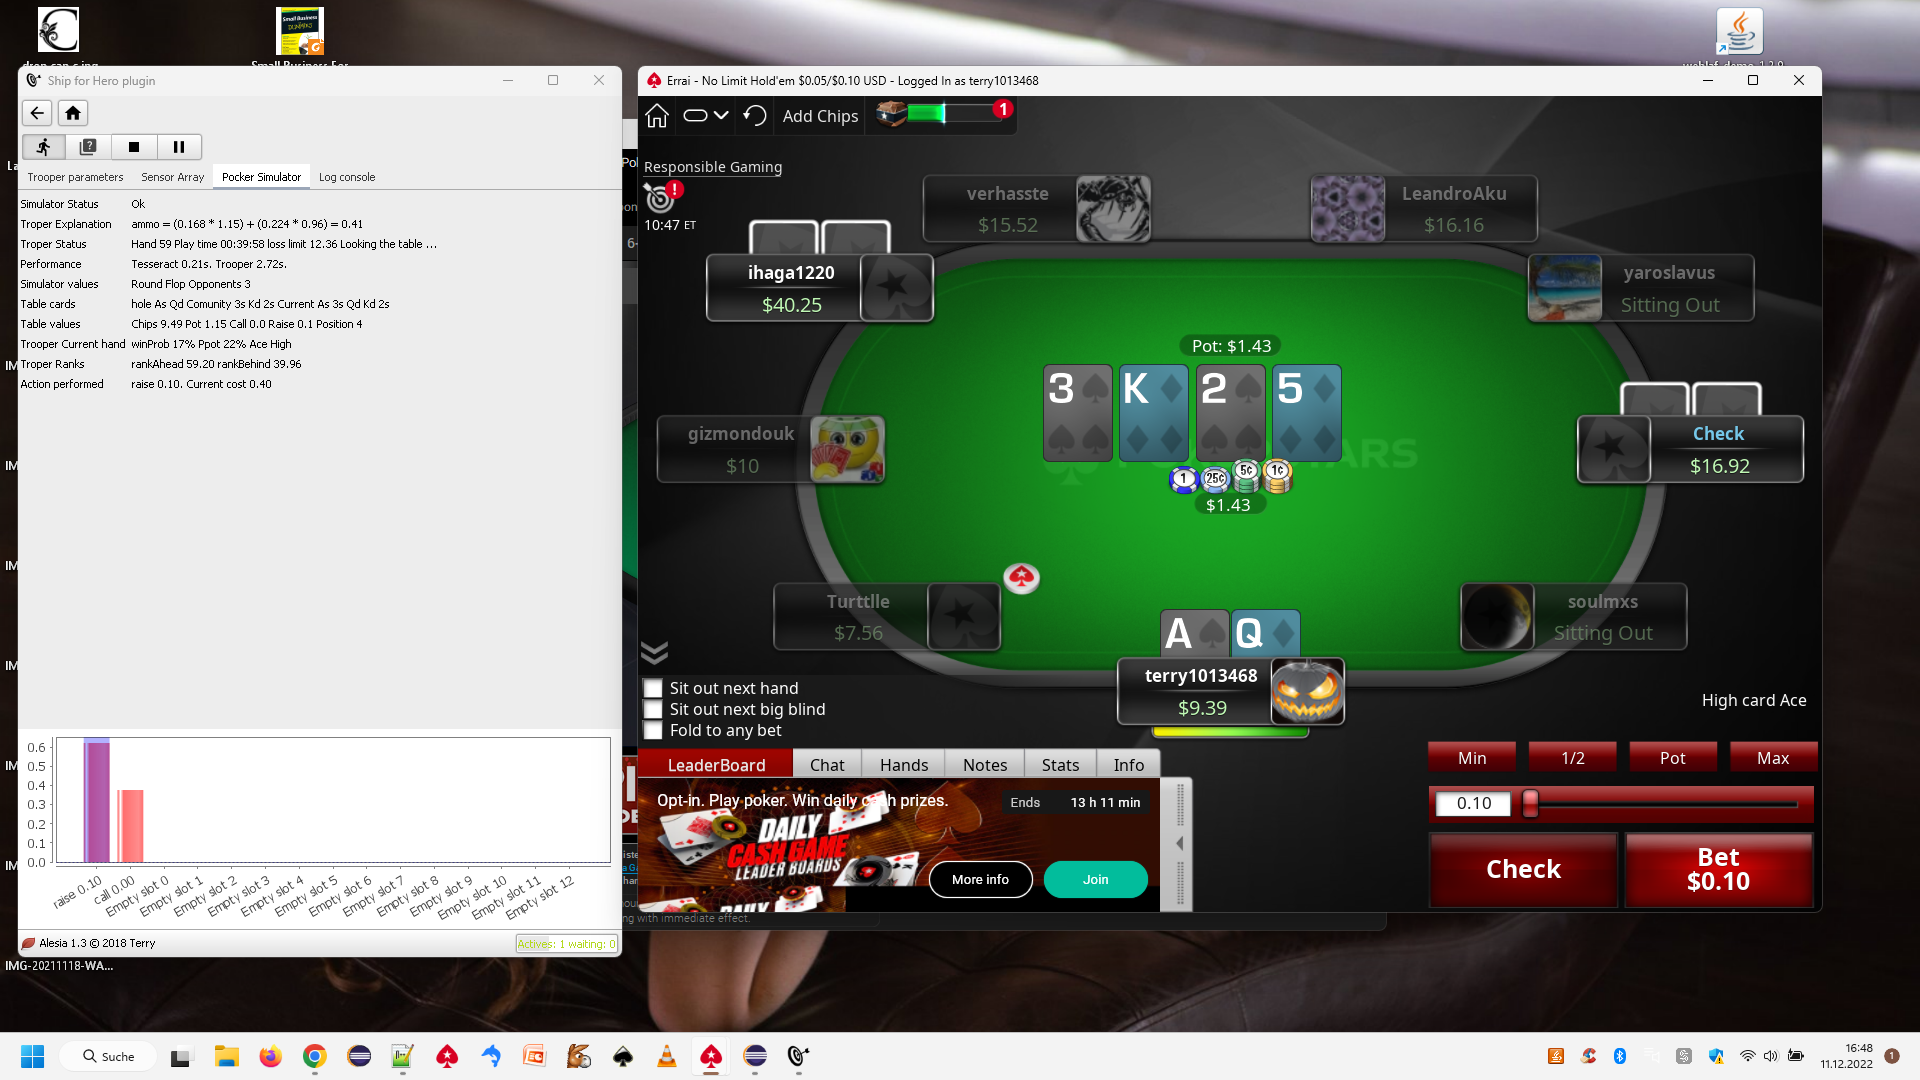 Ship for Hero plugin
Trooper parameters
Sensor Array
Pocker Simulator
Log console
Simulator Status Ok
Troper Explanation ammo = (0.168 * 1.15) + (0.224 * 0.96) = 0.41
Troper Status Hand 59 Play time 00:39:58 loss limit 12.36 Looking the table ...
Performance Tesseract 0.21s. Trooper 2.72s.
Simulator values Round Flop Opponents 3
Table cards hole As Qd Comunity 3s Kd 2s Current As 3s Qd Kd 2s
Table values Chips 9.49 Pot 1.15 Call 0.0 Raise 0.1 Position 4
Trooper Current hand winProb 17% Ppot 22% Ace High
Troper Ranks rankAhead 59.20 rankBehind 39.96
Action performed raise 0.10. Current cost 0.40
0.6
0.5
0.4
0.3
0.2
0.1
0.0
raise 0.10
call 0.00
Empty slot 0
Empty slot 1
Empty slot 2
Empty slot 3
Empty slot 4
Empty slot 5
Empty slot 6
Empty slot 7
Empty slot 8
Empty slot 9
Empty slot 10
Empty slot 11
Empty slot 12
Alesia 1.3 © 2018 Terry
Actives: 1 waiting: 0
IMG-20211118-WA...
Errai - No Limit Hold'em $0.05/$0.10 USD - Logged In as terry1013468
Add Chips
1
Responsible Gaming
!
10:47 ET
verhasste
$15.52
LeandroAku
$16.16
ihaga1220
$40.25
yaroslavus
Sitting Out
Pot: $1.43
3
K
2
5
gizmondouk
$10
Check
$16.92
1
25¢
5¢
1¢
$1.43
Turttlle
$7.56
soulmxs
Sitting Out
A
Q
terry1013468
$9.39
Sit out next hand
Sit out next big blind
Fold to any bet
High card Ace
LeaderBoard
Chat
Hands
Notes
Stats
Info
Min
1/2
Pot
Max
0.10
Check
Bet
$0.10
Opt-in. Play poker. Win daily cash prizes.
Ends 13 h 11 min
DAILY
CASH GAME
LEADER BOARDS
More info
Join
ng with immediate effect.
Suche
16:48
11.12.2022
1